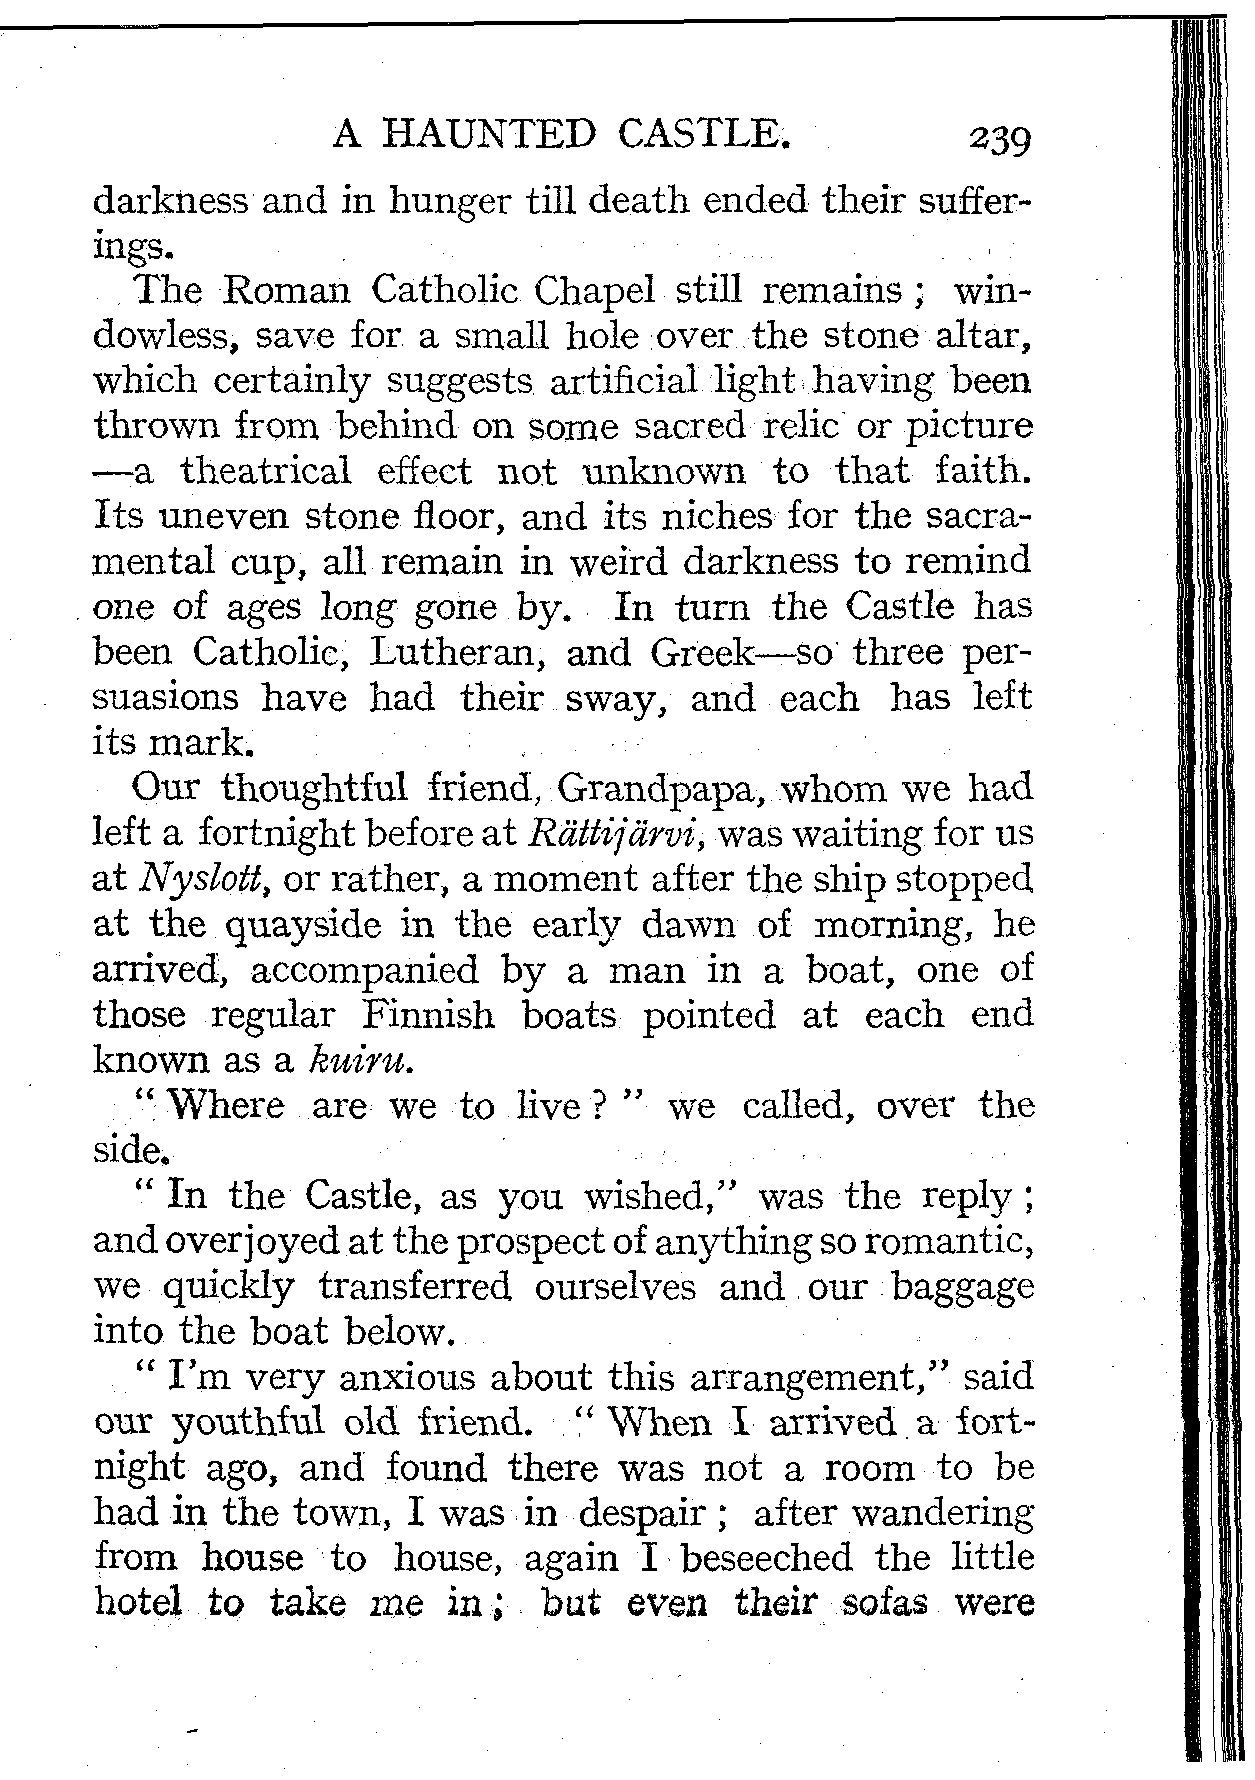 A HAUNTED CASTLE. 239
darkness and in hunger till death ended their suffer-
ings.
The Roman Catholic Chapel still remains ; win-
dowless, save for a small hole over the stone altar,
which certainly suggests artificial light having been
thrown from behind on some sacred relic or picture
—a theatrical effect not unknown to that faith.
Its uneven stone floor, and its niches for the sacra-
mental cup, all remain in weird darkness to remind
one of ages long gone by. In turn the Castle has
been Catholic, Lutheran, and Greek—so three per-
suasions have had their sway, and each has left
its mark.
Our thoughtful friend, Grandpapa, whom we had
left a fortnight before at Rättijärvi, was waiting for us
at Nyslott, or rather, a moment after the ship stopped
at the quayside in the early dawn of morning, he
arrived, accompanied by a man in a boat, one of
those regular Finnish boats pointed at each end
known as a kuiru.
" Where are we to live ? " we called, over the
side.
" In the Castle, as you wished," was the reply ;
and overjoyed at the prospect of anything so romantic,
we quickly transferred ourselves and our baggage
into the boat below.
" I'm very anxious about this arrangement," said
our youthful old friend. " When I arrived a fort-
night ago, and found there was not a room to be
had in the town, I was in despair ; after wandering
from house to house, again I beseeched the little
hotel to take me in ; but even their sofas were